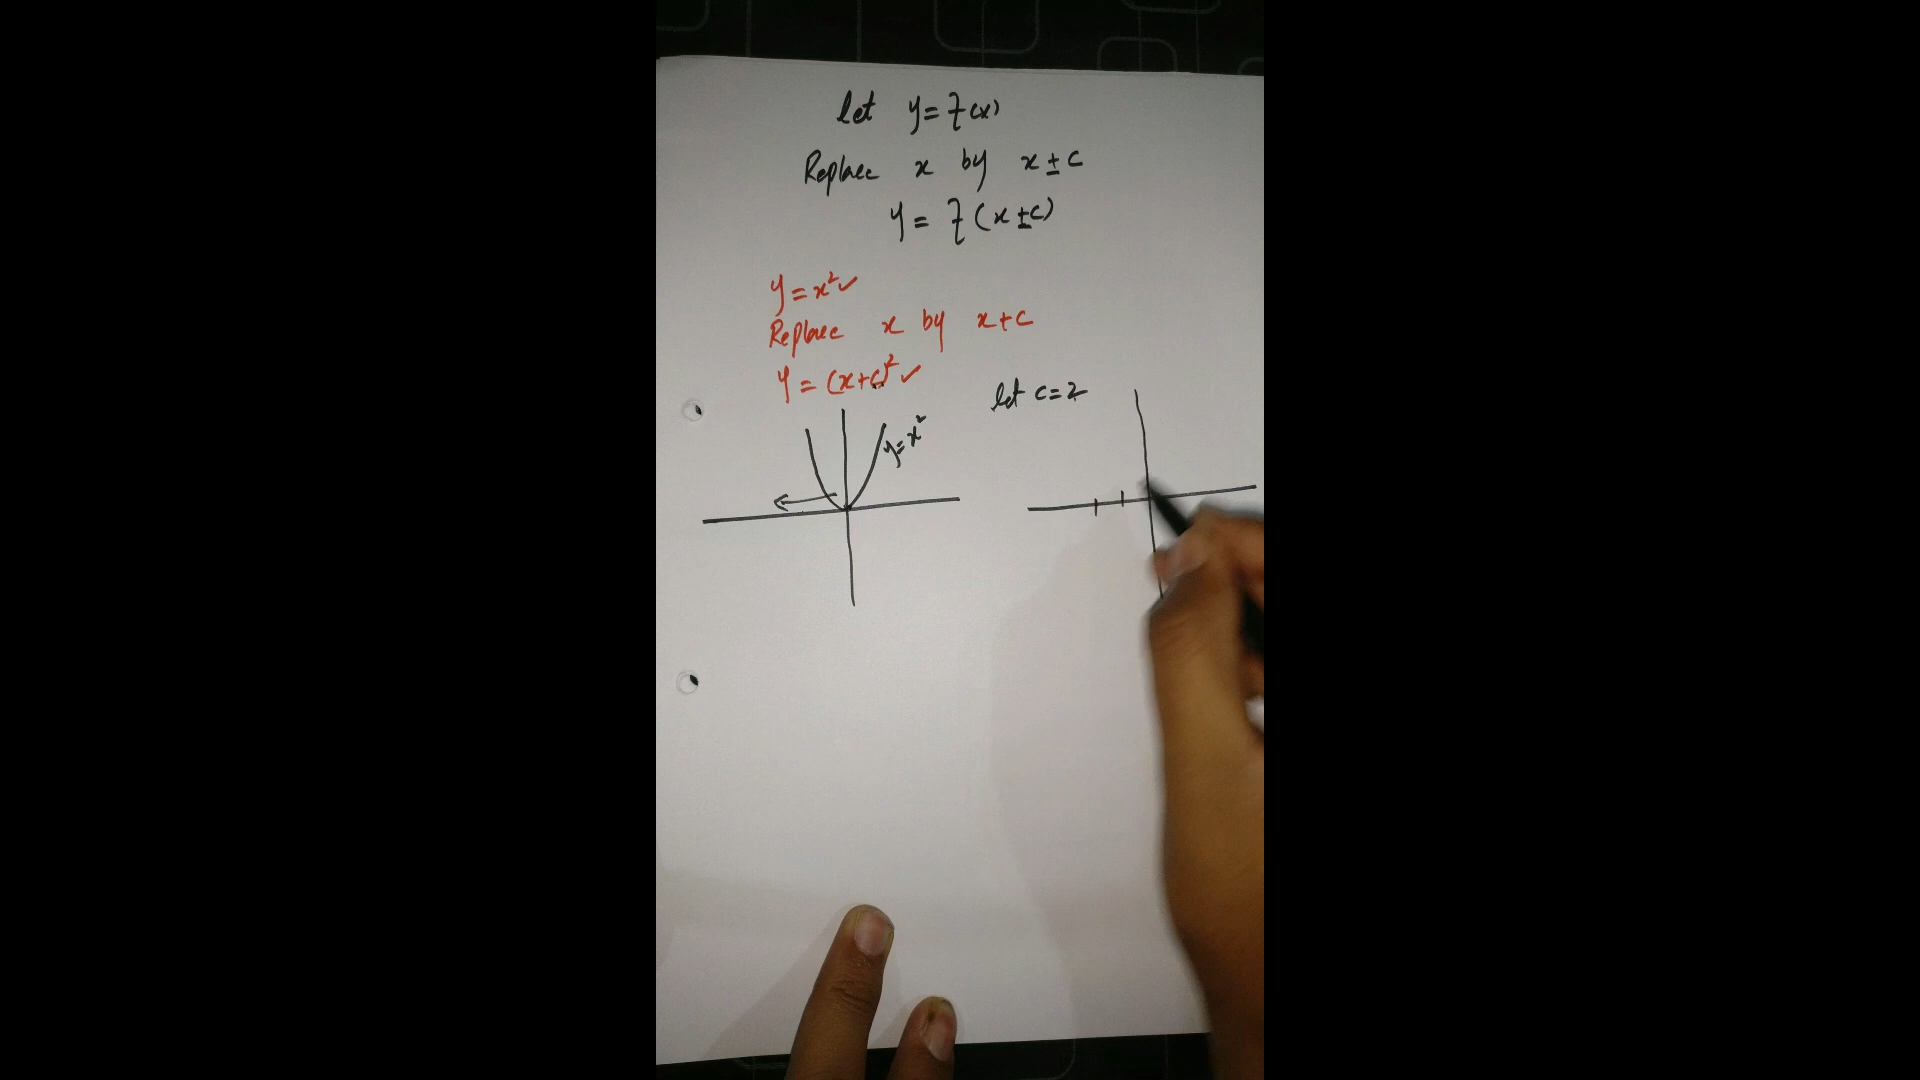 let y = f(x)
Replace x by x ± c
y = f(x ± c)
y = x² ✓
Replace x by x + c
y = (x+c)² ✓
let c = 2
y = x²